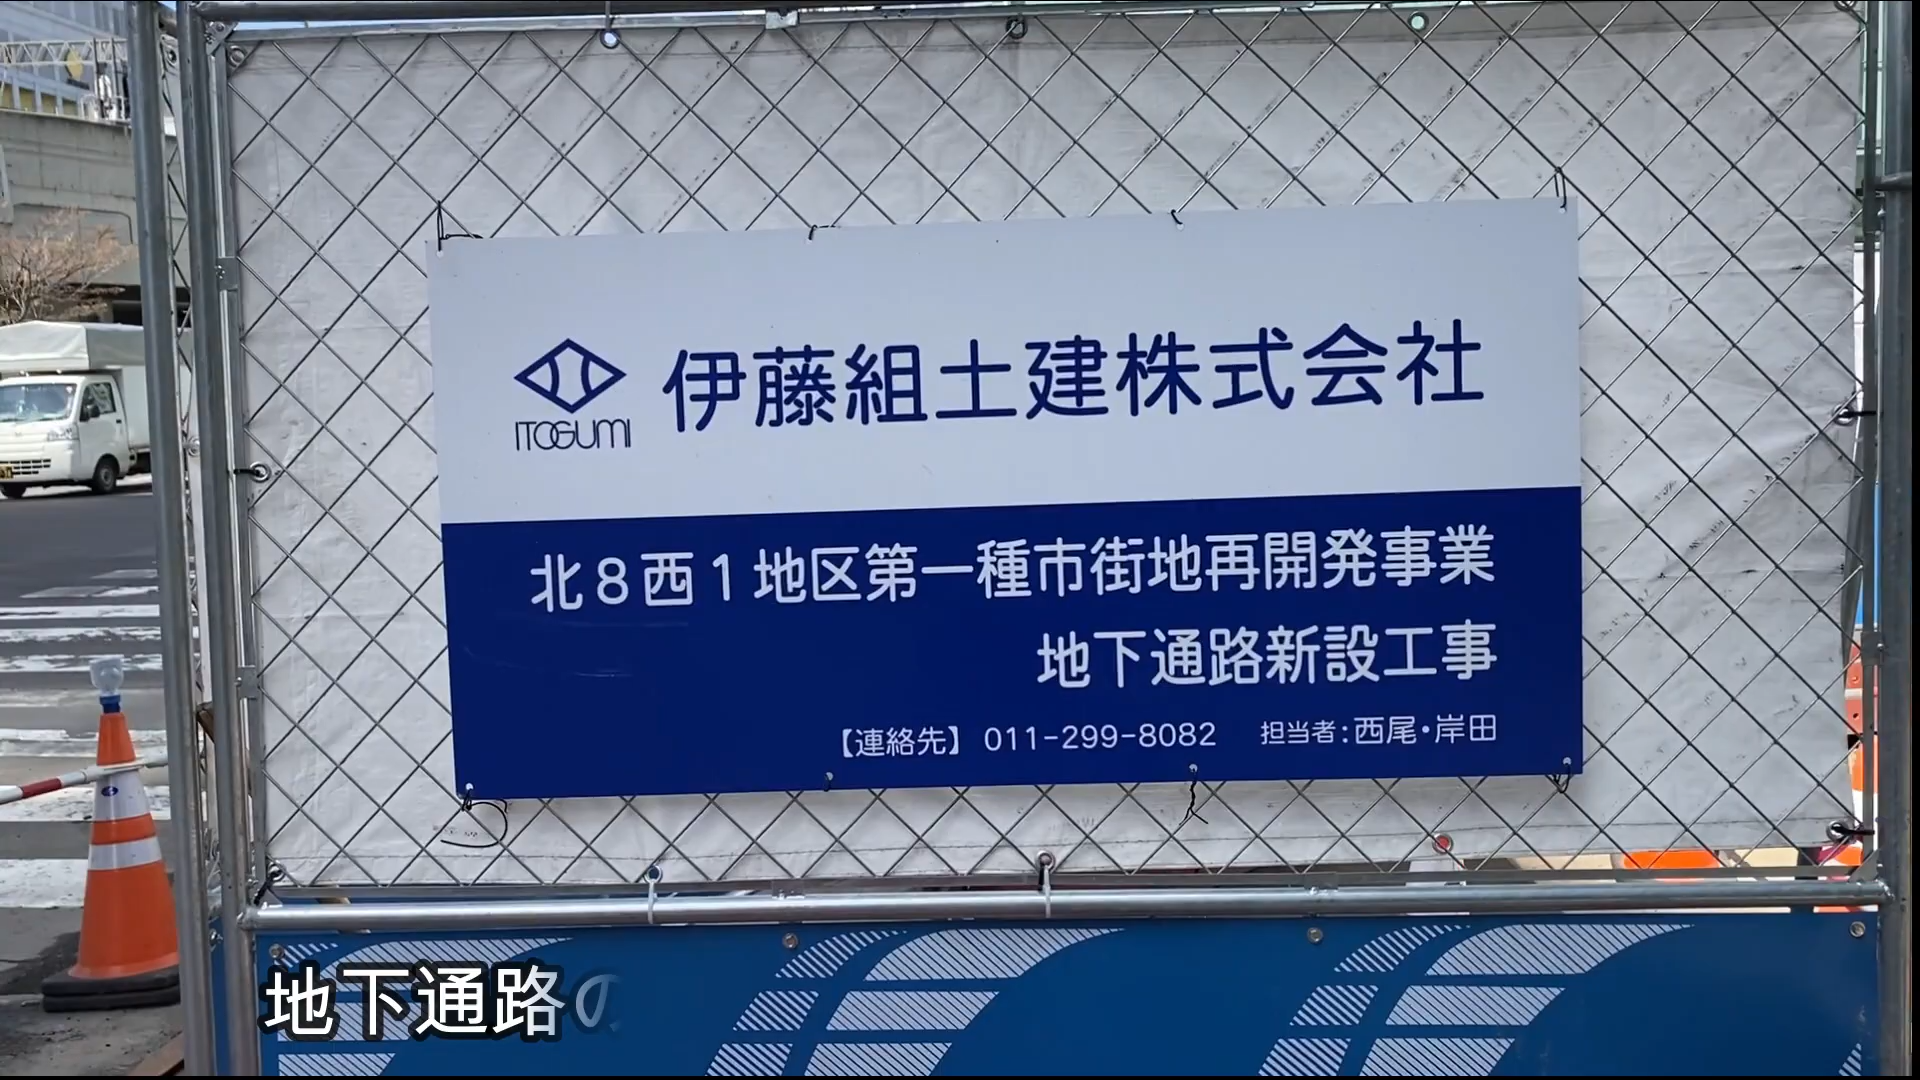 伊藤組土建株式会社
ITOGUMI
北８西１地区第一種市街地再開発事業
地下通路新設工事
【連絡先】 011-299-8082 担当者：西尾・岸田
地下通路の